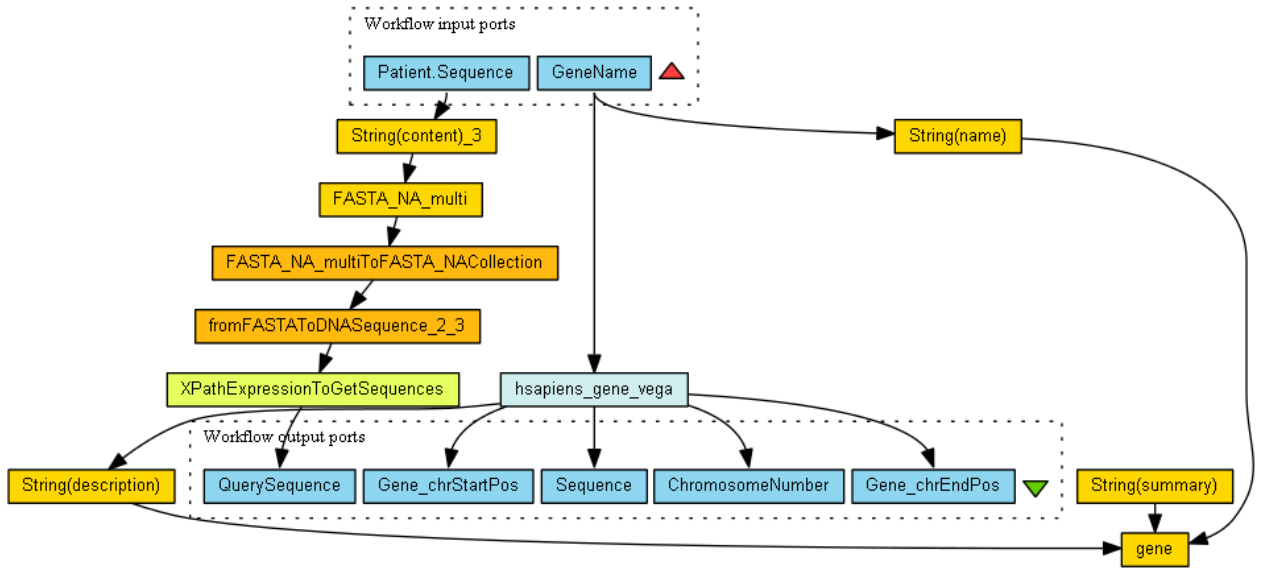 Workflow input ports
Patient.Sequence
GeneName
String(content)_3
String(name)
FASTA_NA_multi
FASTA_NA_multiToFASTA_NACollection
fromFASTAToDNASequence_2_3
XPathExpressionToGetSequences
hsapiens_gene_vega
Workflow output ports
String(description)
QuerySequence
Gene_chrStartPos
Sequence
ChromosomeNumber
Gene_chrEndPos
String(summary)
gene